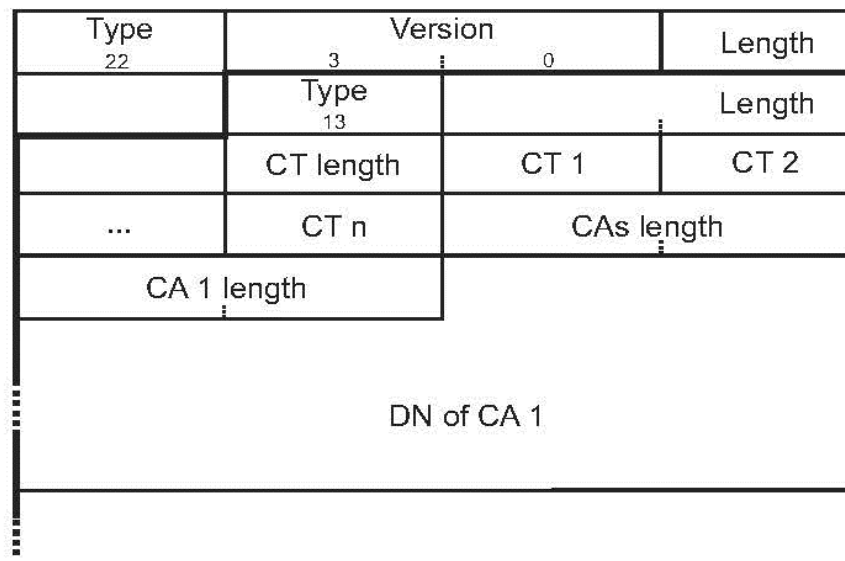 Type Version Length
22 3 0
Type Length
13
CT length CT 1 CT 2
... CT n CAs length
CA 1 length
DN of CA 1